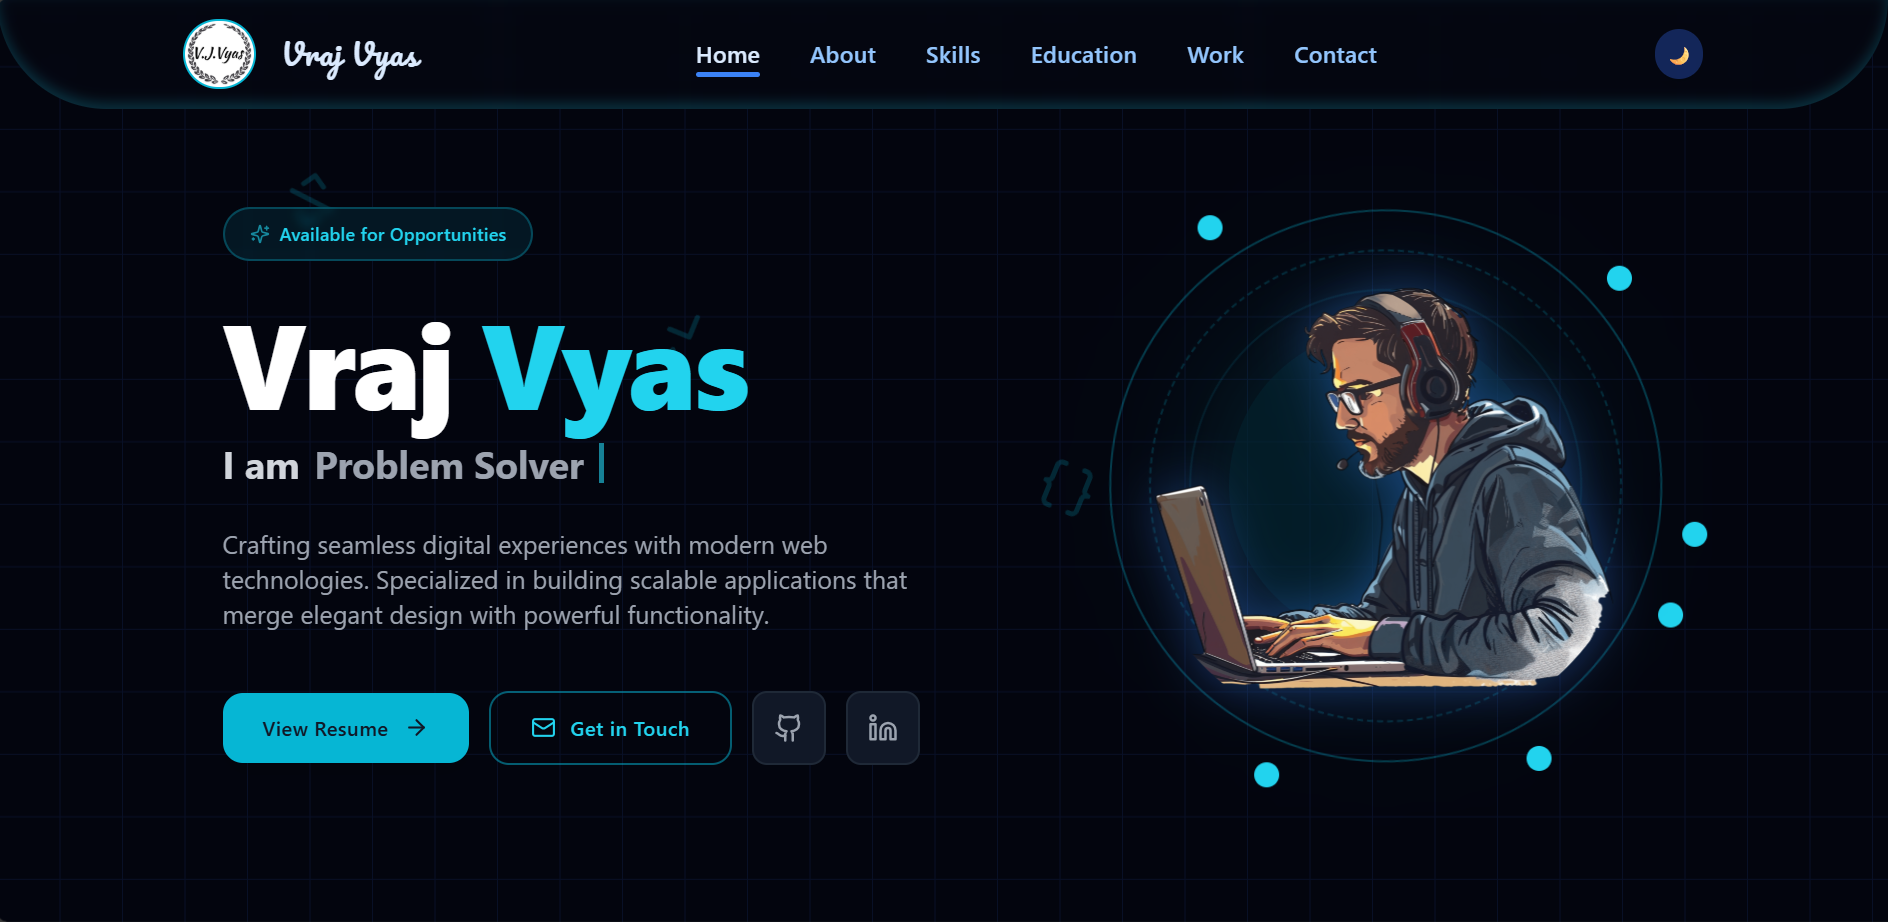 V.J.Vyas
Vraj Vyas
Home
About
Skills
Education
Work
Contact
Available for Opportunities
Vraj Vyas
I am Problem Solver
Crafting seamless digital experiences with modern web
technologies. Specialized in building scalable applications that
merge elegant design with powerful functionality.
View Resume
Get in Touch
{}